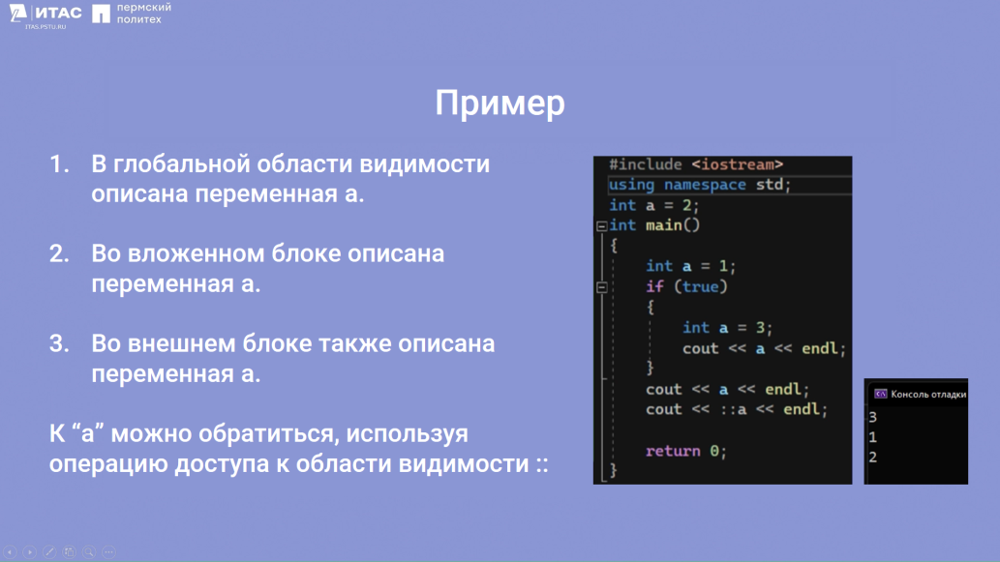 ИТАС
ITAS.PSTU.RU
пермский
политех
Пример
1. В глобальной области видимости
описана переменная а.
2. Во вложенном блоке описана
переменная а.
3. Во внешнем блоке также описана
переменная а.
К “а” можно обратиться, используя
операцию доступа к области видимости ::
#include <iostream>
using namespace std;
int a = 2;
int main()
{
int a = 1;
if (true)
{
int a = 3;
cout << a << endl;
}
cout << a << endl;
cout << ::a << endl;
return 0;
}
Консоль отладки
3
1
2